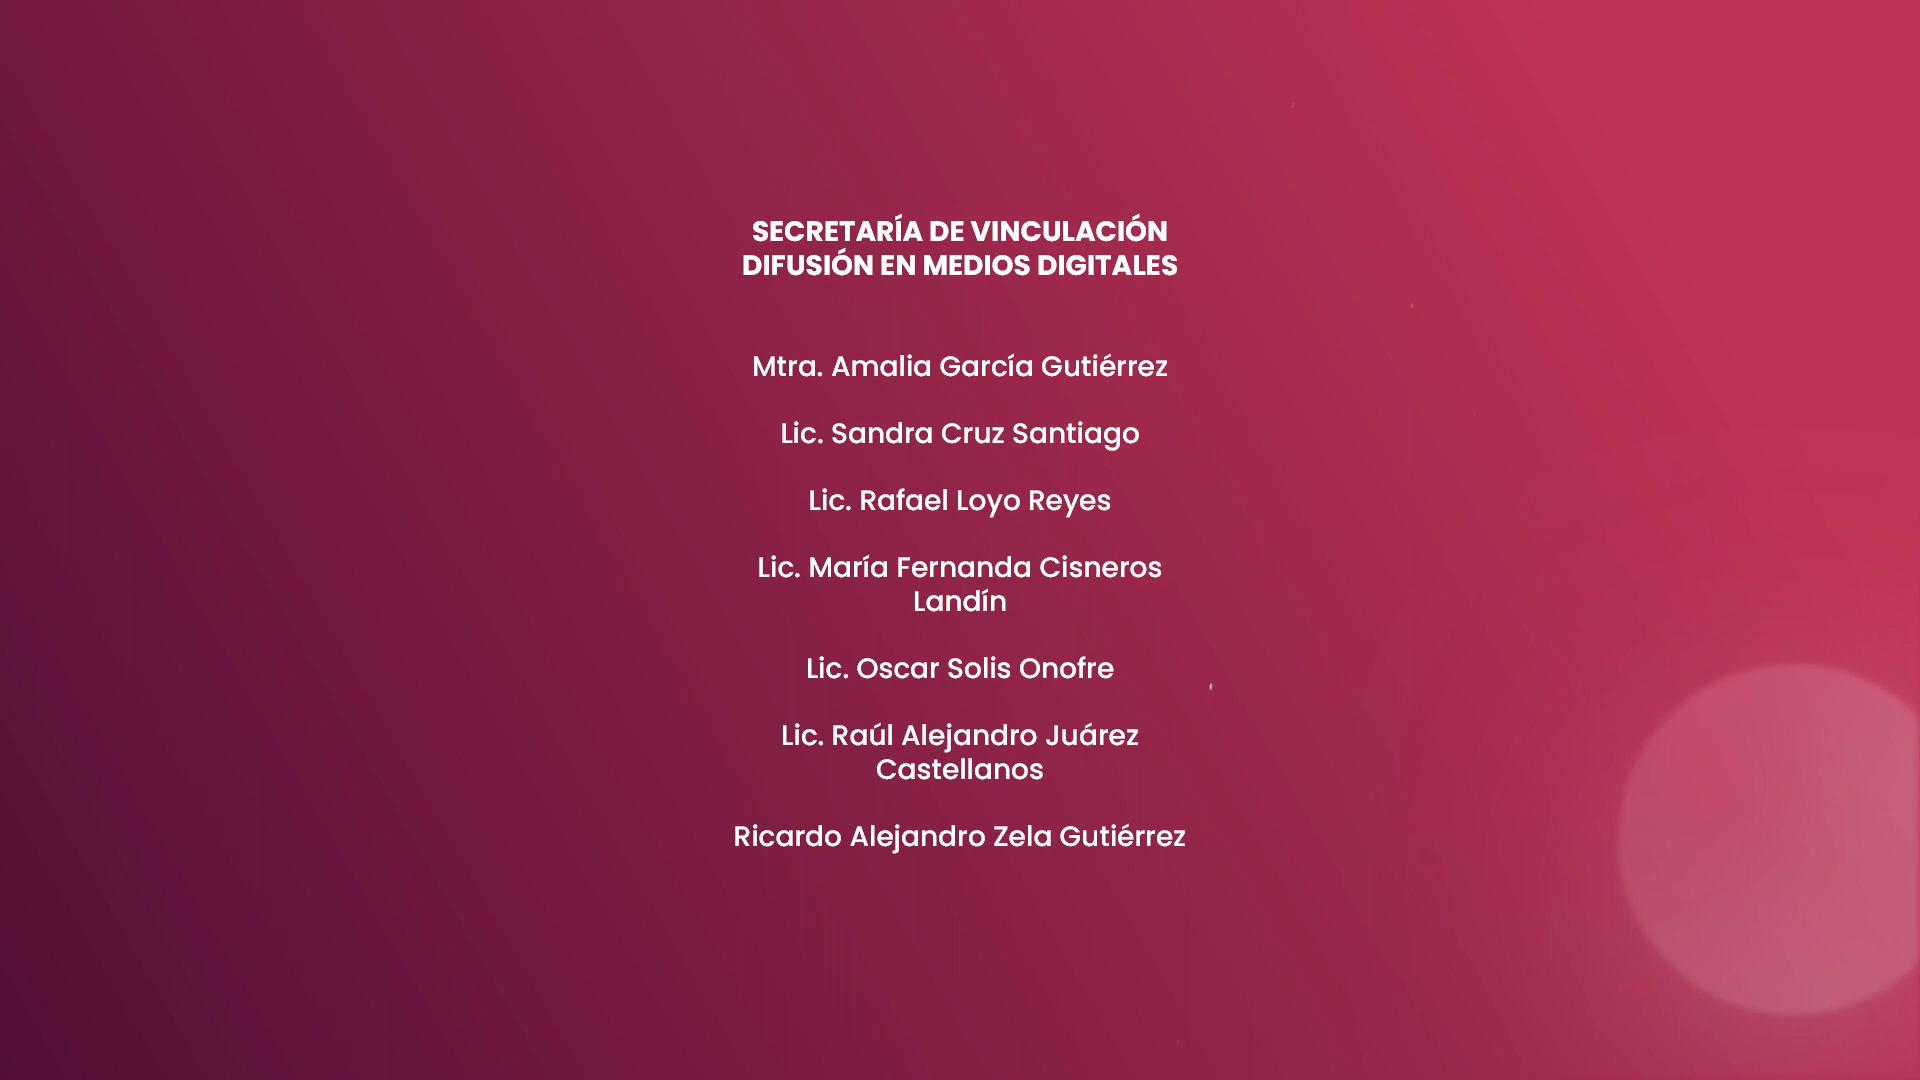 SECRETARÍA DE VINCULACIÓN
DIFUSIÓN EN MEDIOS DIGITALES
Mtra. Amalia García Gutiérrez
Lic. Sandra Cruz Santiago
Lic. Rafael Loyo Reyes
Lic. María Fernanda Cisneros
Landín
Lic. Oscar Solis Onofre
Lic. Raúl Alejandro Juárez
Castellanos
Ricardo Alejandro Zela Gutiérrez